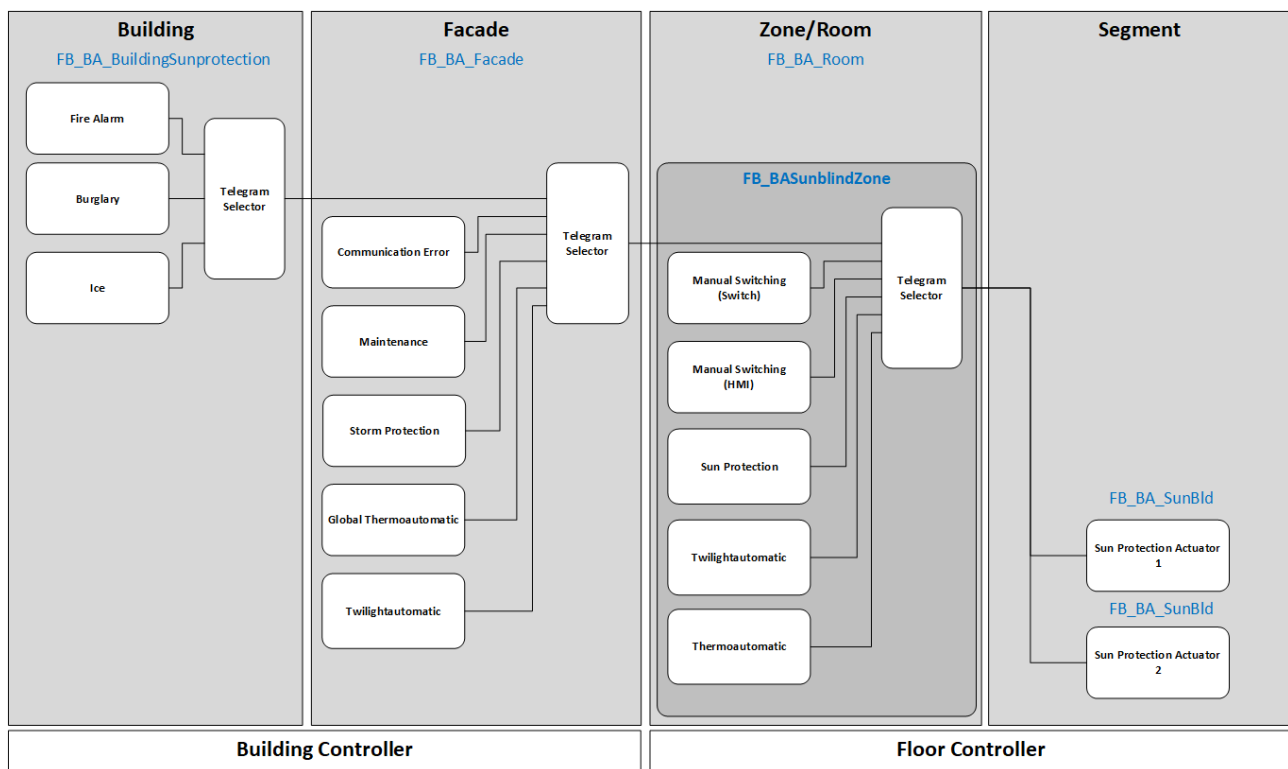 Building
FB_BA_BuildingSunprotection
Fire Alarm
Burglary
Ice
Telegram
Selector
Facade
FB_BA_Facade
Communication Error
Maintenance
Storm Protection
Global Thermoautomatic
Twilightautomatic
Telegram
Selector
Zone/Room
FB_BA_Room
FB_BASunblindZone
Manual Switching
(Switch)
Manual Switching
(HMI)
Sun Protection
Twilightautomatic
Thermoautomatic
Telegram
Selector
Segment
FB_BA_SunBld
Sun Protection Actuator
1
FB_BA_SunBld
Sun Protection Actuator
2
Building Controller
Floor Controller